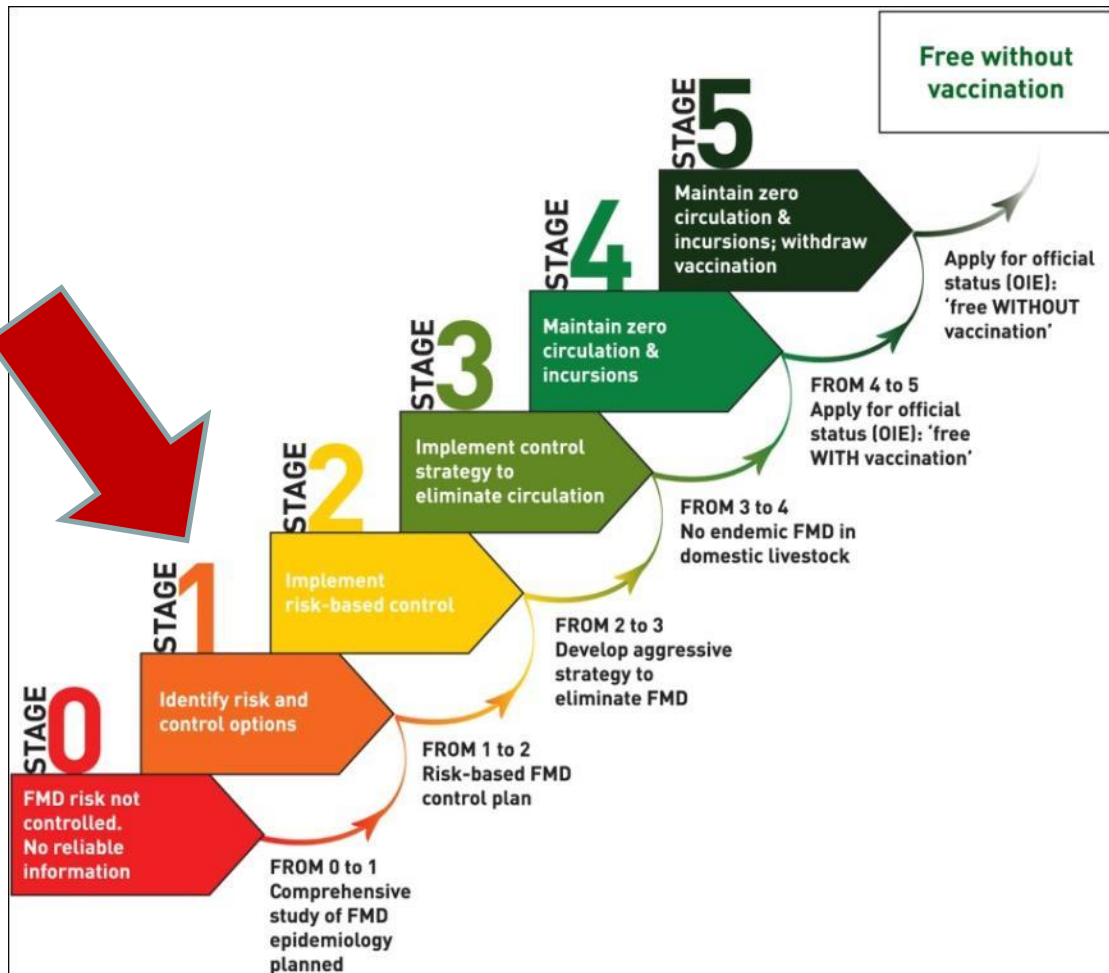 STAGE 0
FMD risk not
controlled.
No reliable
information
FROM 0 to 1
Comprehensive
study of FMD
epidemiology
planned
STAGE 1
Identify risk and
control options
FROM 1 to 2
Risk-based FMD
control plan
STAGE 2
Implement
risk-based control
FROM 2 to 3
Develop aggressive
strategy to
eliminate FMD
STAGE 3
Implement control
strategy to
eliminate circulation
FROM 3 to 4
No endemic FMD in
domestic livestock
STAGE 4
Maintain zero
circulation &
incursions
FROM 4 to 5
Apply for official
status (OIE): 'free
WITH vaccination'
STAGE 5
Maintain zero
circulation &
incursions; withdraw
vaccination
Apply for official
status (OIE):
'free WITHOUT
vaccination'
Free without
vaccination